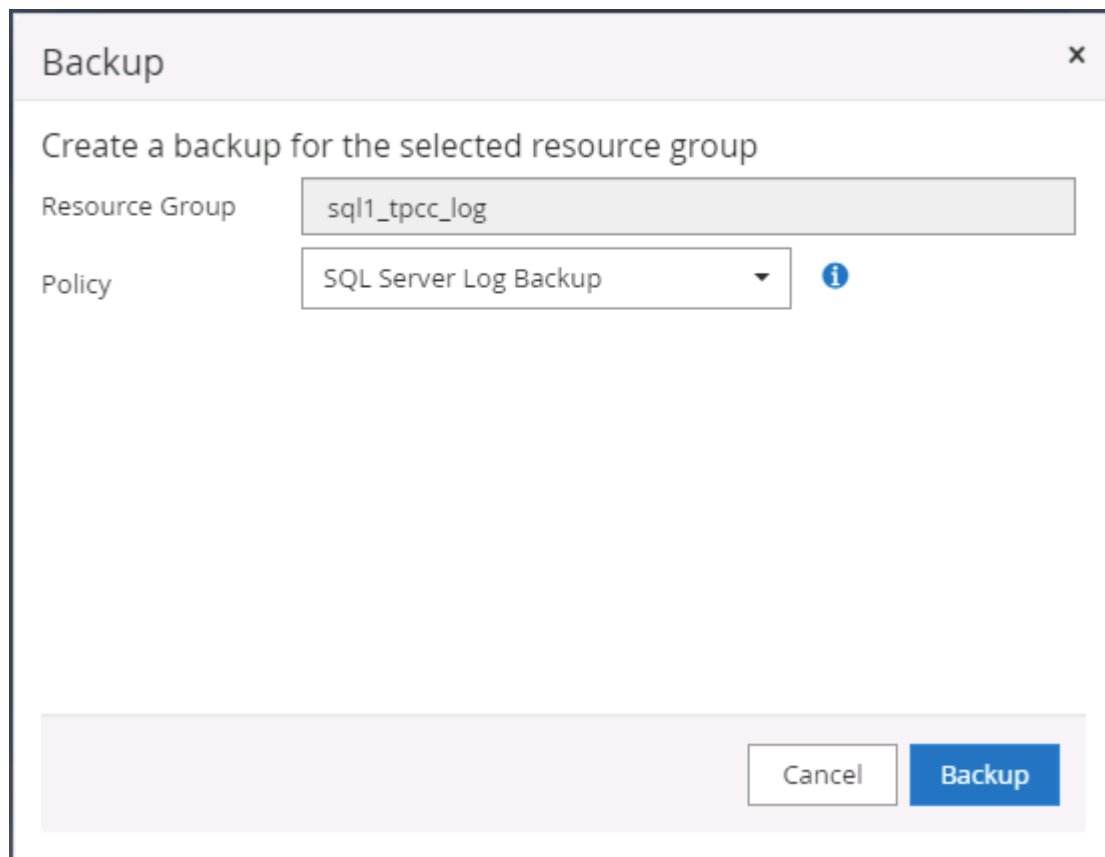 Backup
Create a backup for the selected resource group
Resource Group sql1_tpcc_log
Policy SQL Server Log Backup
Cancel Backup